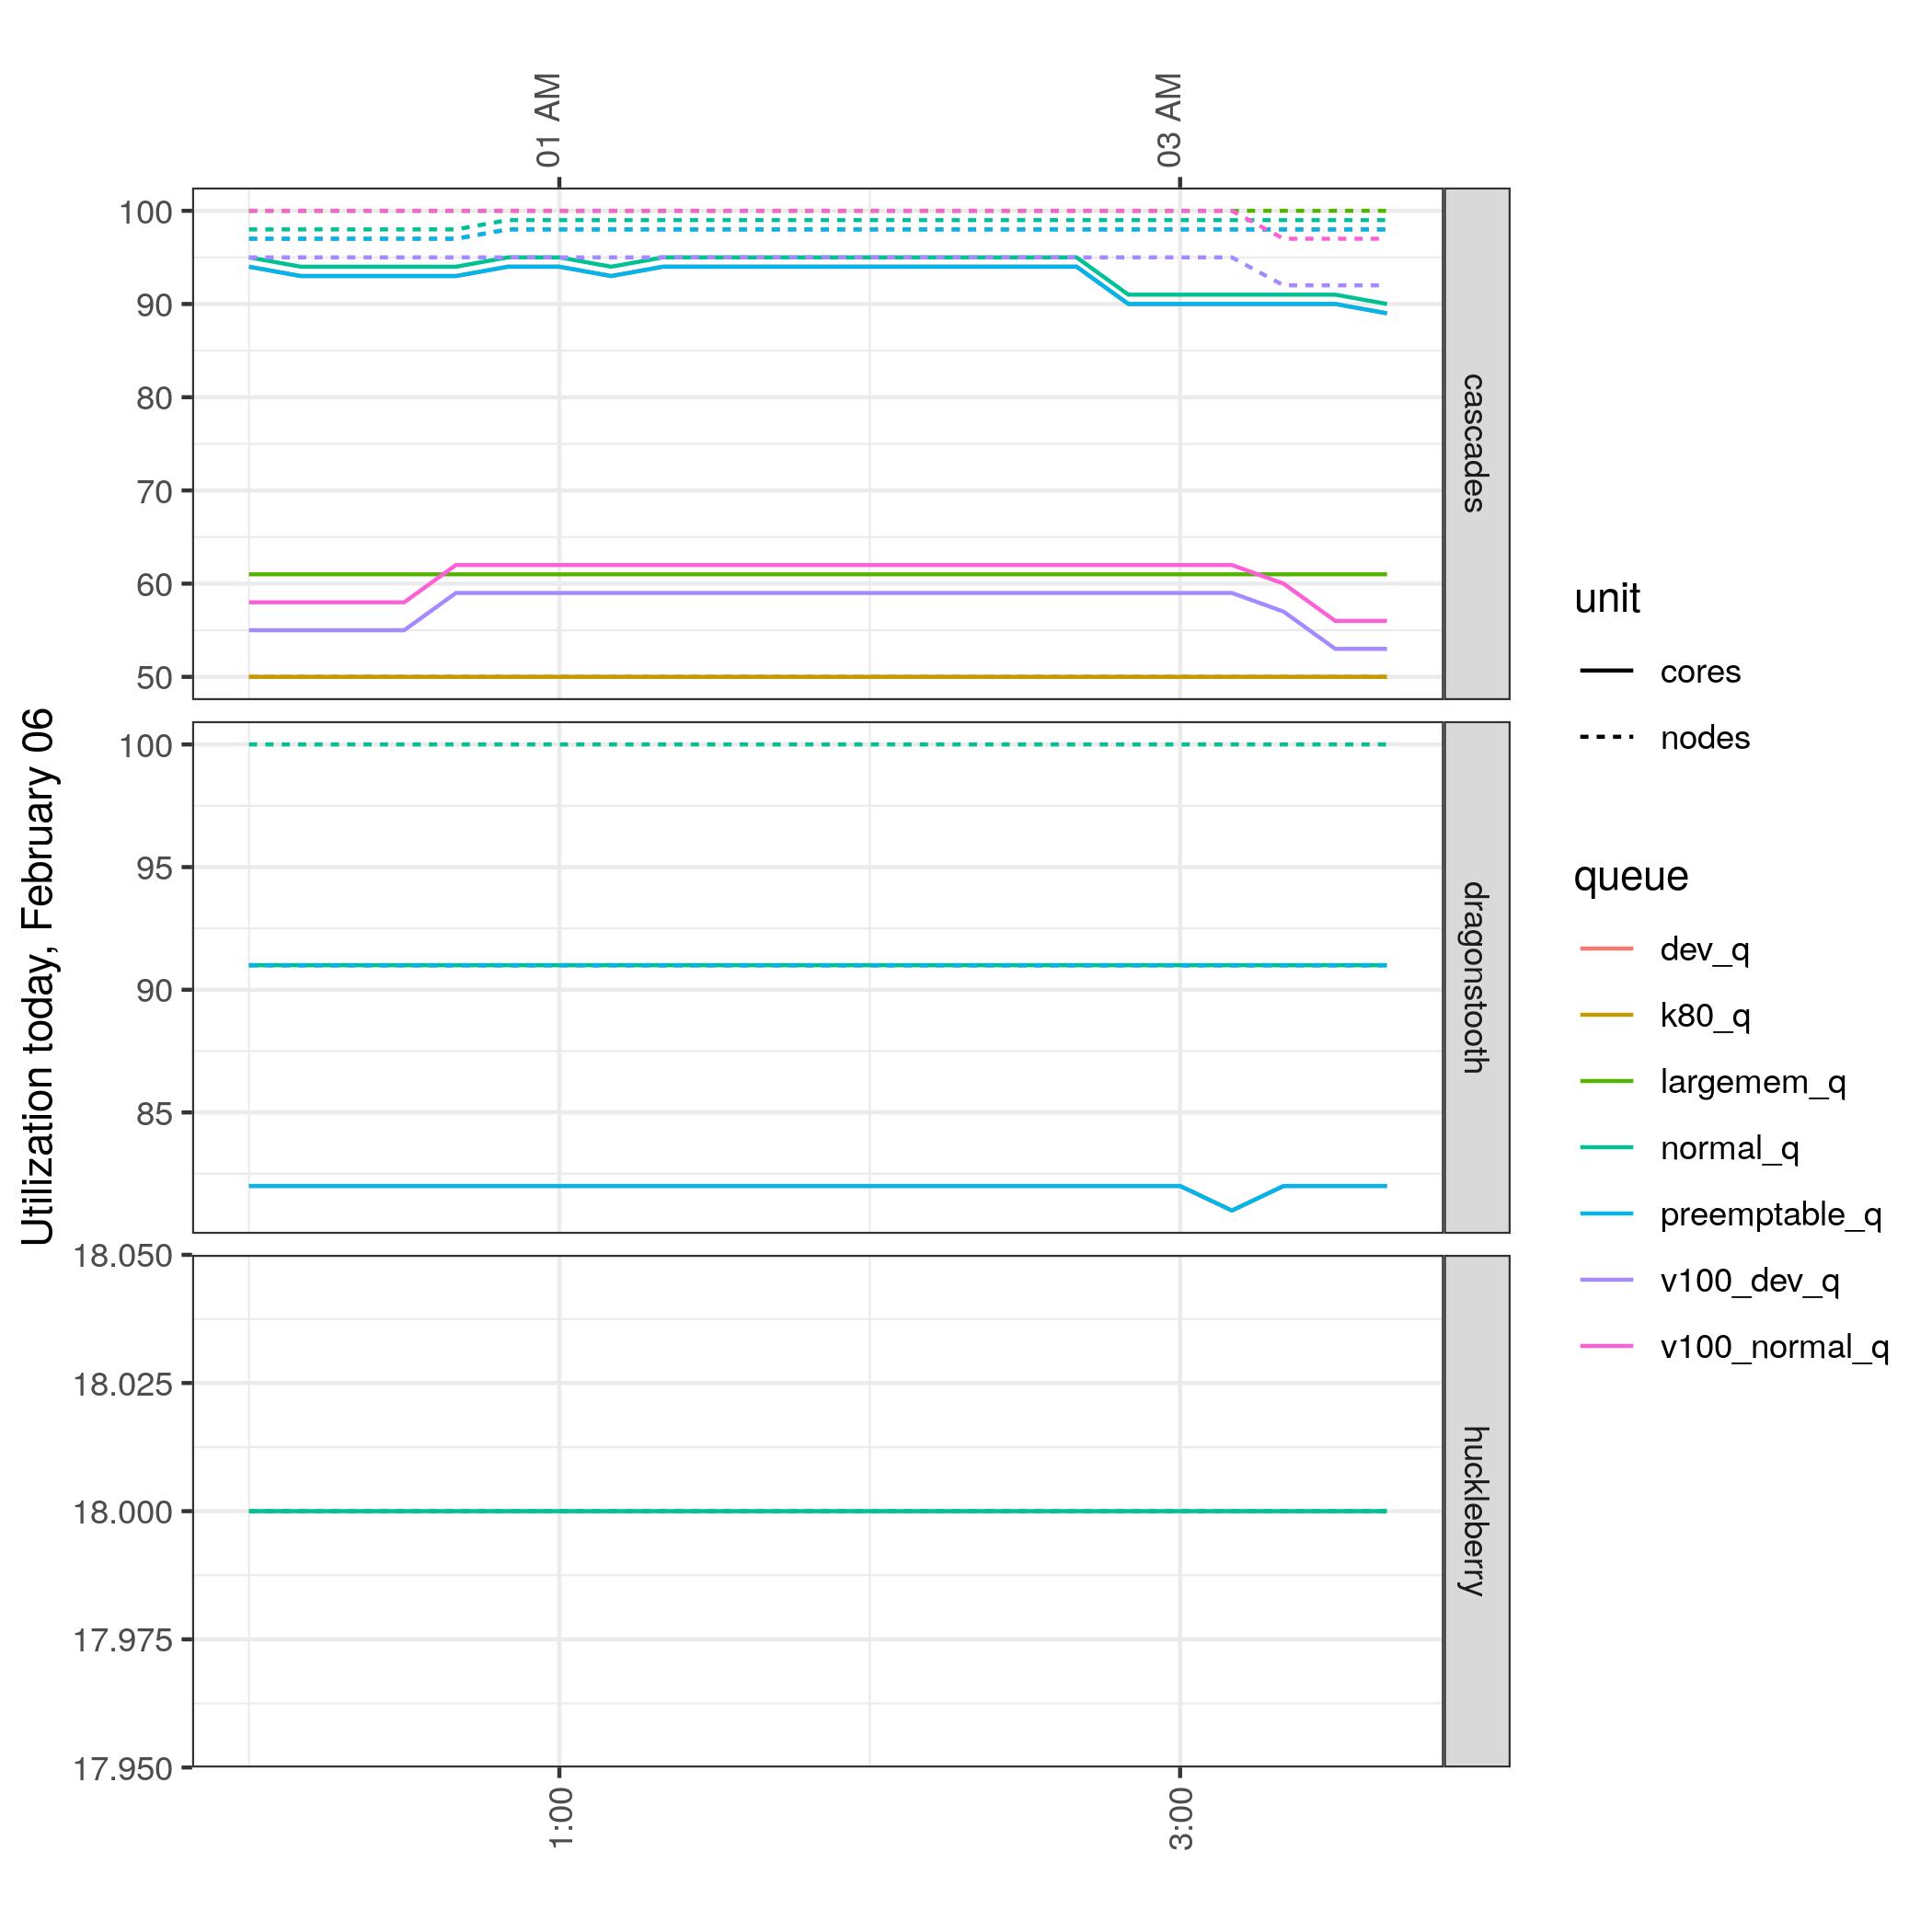 01 AM
03 AM
100
90
80
70
60
50
cascades
100
95
90
85
dragonstooth
18.050
18.025
18.000
17.975
17.950
huckleberry
1:00
3:00
Utilization today, February 06
unit
cores
nodes
queue
dev_q
k80_q
largemem_q
normal_q
preemptable_q
v100_dev_q
v100_normal_q